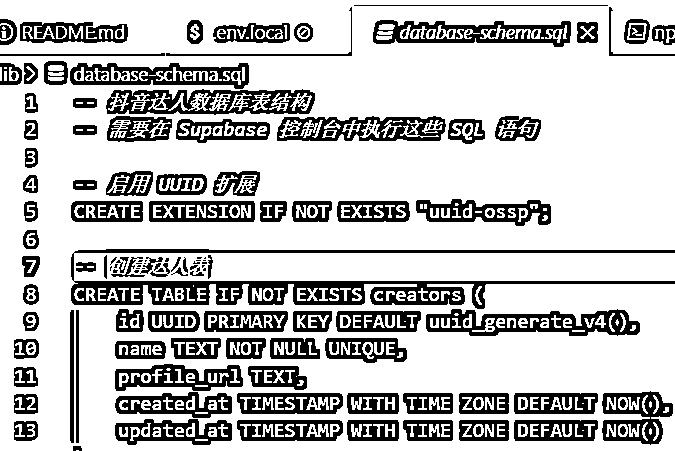 README.md
$ .env.local
database-schema.sql
np
lib > database-schema.sql
1 -- 抖音达人数据库表结构
2 -- 需要在 Supabase 控制台中执行这些 SQL 语句
3
4 -- 启用 UUID 扩展
5 CREATE EXTENSION IF NOT EXISTS "uuid-ossp";
6
7 -- 创建达人表
8 CREATE TABLE IF NOT EXISTS creators (
9 id UUID PRIMARY KEY DEFAULT uuid_generate_v4(),
10 name TEXT NOT NULL UNIQUE,
11 profile_url TEXT,
12 created_at TIMESTAMP WITH TIME ZONE DEFAULT NOW(),
13 updated_at TIMESTAMP WITH TIME ZONE DEFAULT NOW()